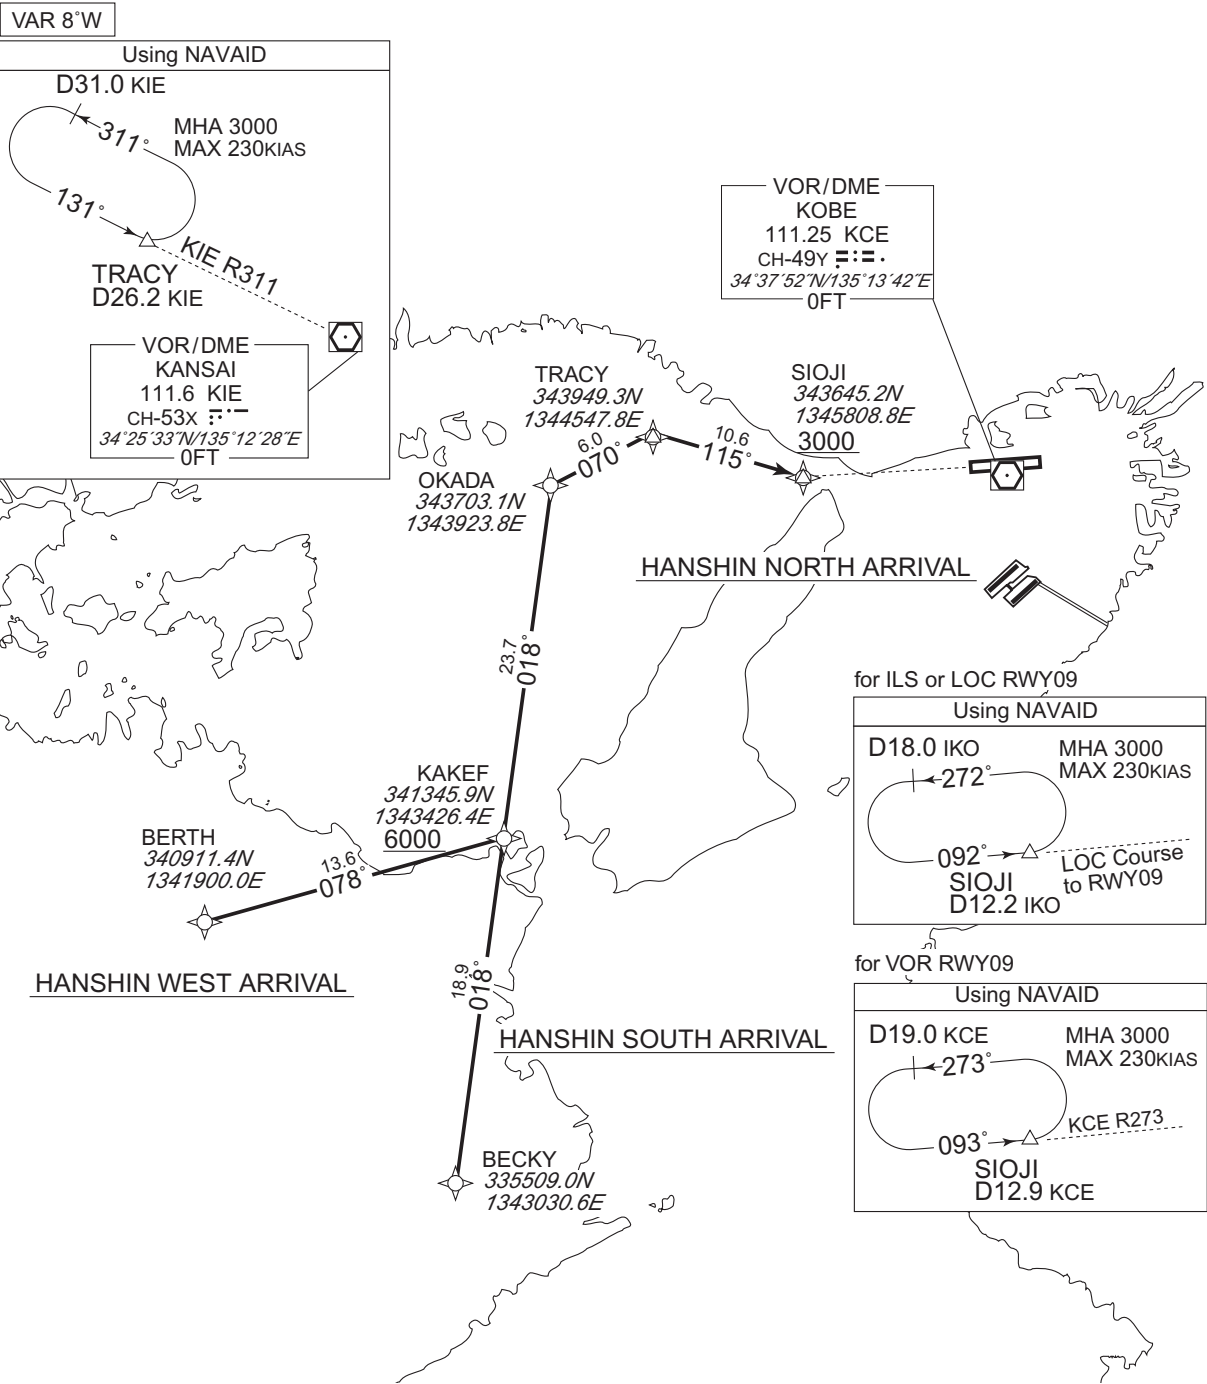 VAR 8°W
Using NAVAID
D31.0 KIE
311°
MHA 3000
MAX 230KIAS
131°
KIE R311
TRACY
D26.2 KIE
VOR/DME
KANSAI
111.6 KIE
CH-53X
34°25′33″N/135°12′28″E
0FT
VOR/DME
KOBE
111.25 KCE
CH-49Y
34°37′52″N/135°13′42″E
0FT
TRACY
343949.3N
1344547.8E
SIOJI
343645.2N
1345808.8E
3000
6.0
070°
10.6
115°
OKADA
343703.1N
1343923.8E
HANSHIN NORTH ARRIVAL
23.7
018°
KAKEF
341345.9N
1343426.4E
6000
BERTH
340911.4N
1341900.0E
13.6
078°
HANSHIN WEST ARRIVAL
18.9
018°
HANSHIN SOUTH ARRIVAL
BECKY
335509.0N
1343030.6E
for ILS or LOC RWY09
Using NAVAID
D18.0 IKO
MHA 3000
MAX 230KIAS
272°
092°
LOC Course
to RWY09
SIOJI
D12.2 IKO
for VOR RWY09
Using NAVAID
D19.0 KCE
MHA 3000
MAX 230KIAS
273°
093°
KCE R273
SIOJI
D12.9 KCE